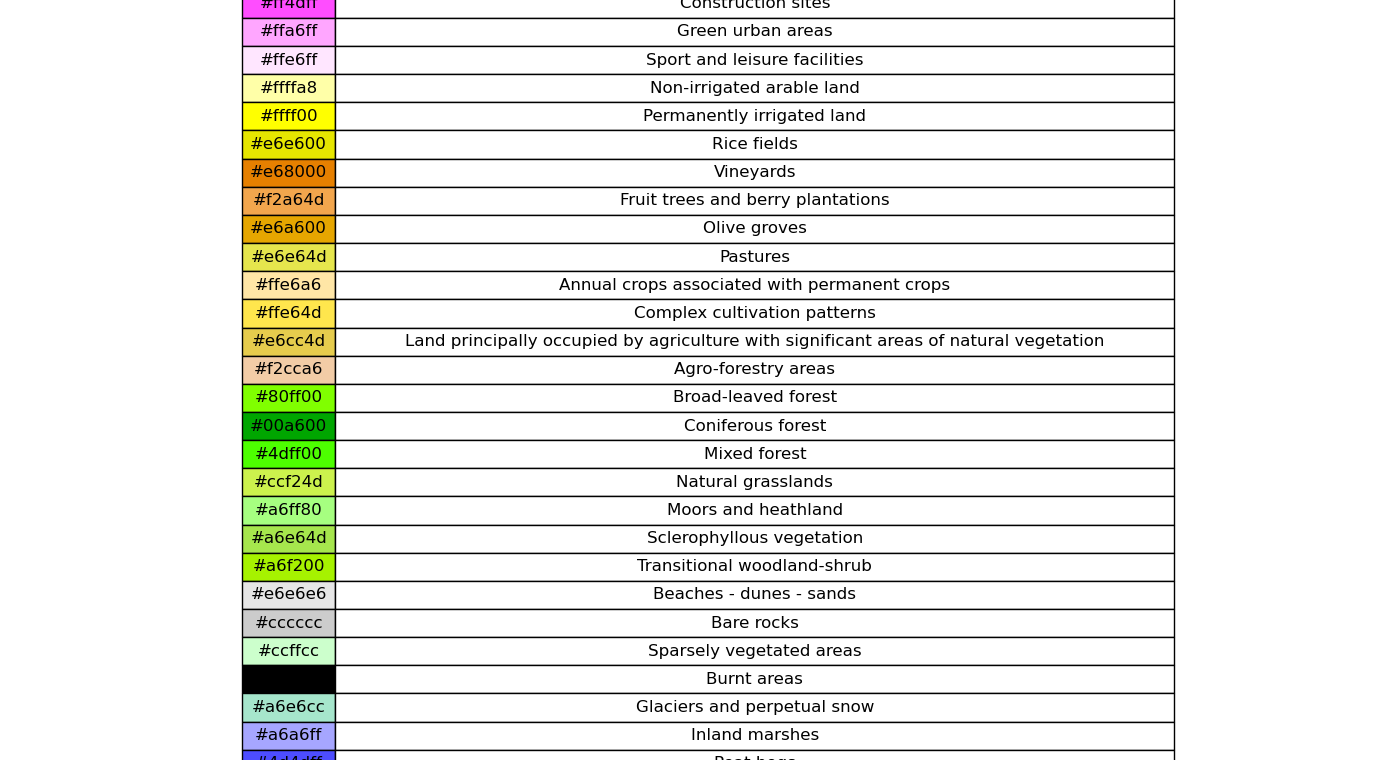 #ff4dff Construction sites
#ffa6ff Green urban areas
#ffe6ff Sport and leisure facilities
#ffffa8 Non-irrigated arable land
#ffff00 Permanently irrigated land
#e6e600 Rice fields
#e68000 Vineyards
#f2a64d Fruit trees and berry plantations
#e6a600 Olive groves
#e6e64d Pastures
#ffe6a6 Annual crops associated with permanent crops
#ffe64d Complex cultivation patterns
#e6cc4d Land principally occupied by agriculture with significant areas of natural vegetation
#f2cca6 Agro-forestry areas
#80ff00 Broad-leaved forest
#00a600 Coniferous forest
#4dff00 Mixed forest
#ccf24d Natural grasslands
#a6ff80 Moors and heathland
#a6e64d Sclerophyllous vegetation
#a6f200 Transitional woodland-shrub
#e6e6e6 Beaches - dunes - sands
#cccccc Bare rocks
#ccffcc Sparsely vegetated areas
Burnt areas
#a6e6cc Glaciers and perpetual snow
#a6a6ff Inland marshes
#4d4dff Peat bogs